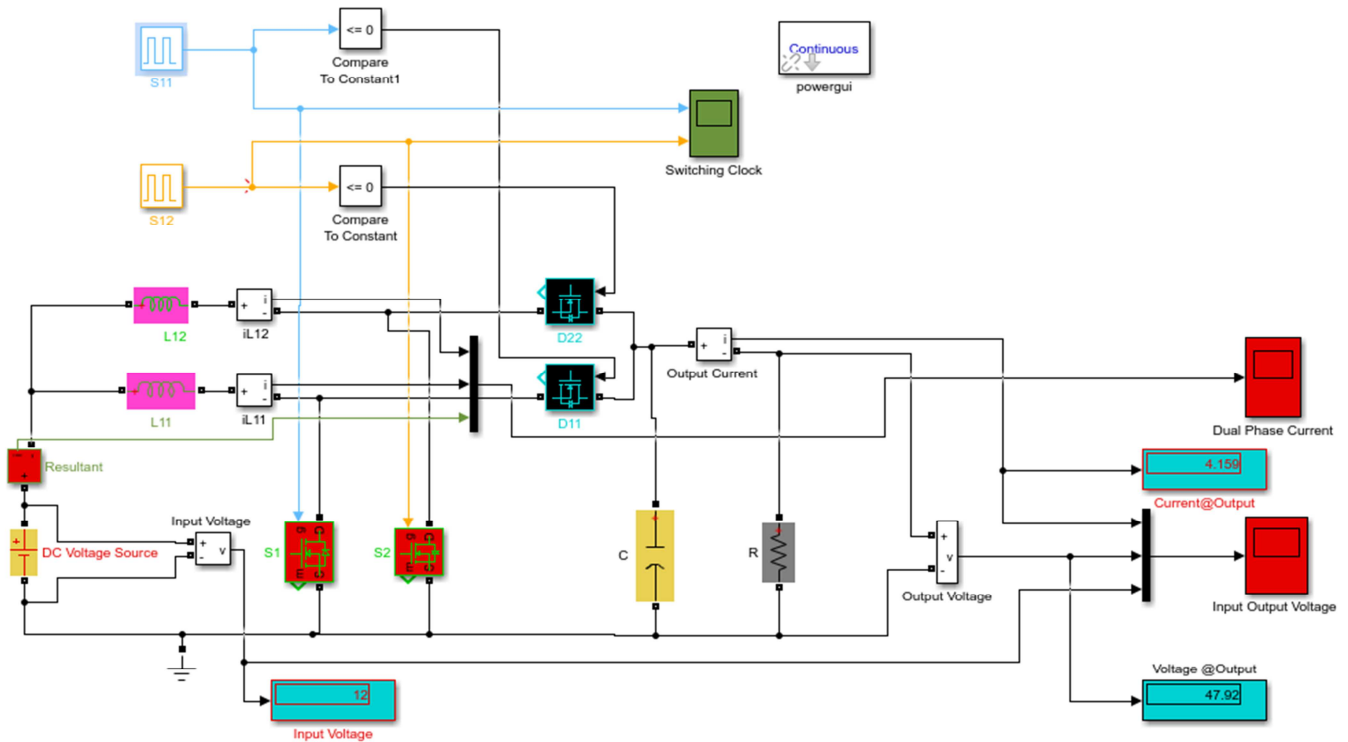 S11
<= 0
Compare
To Constant1
Continuous
powergui
Switching Clock
S12
<= 0
Compare
To Constant
L12
iL12
D22
Output Current
L11
iL11
D11
Dual Phase Current
Resultant
4.159
Current@Output
Input Voltage
DC Voltage Source
v
S1
g
S2
g
C
R
v
Output Voltage
Input Output Voltage
12
Input Voltage
Voltage @Output
47.92